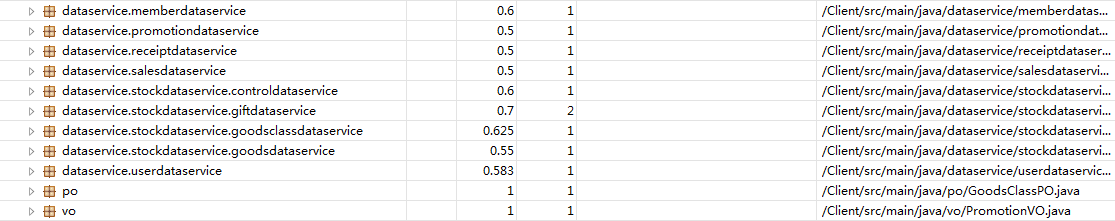 dataservice.memberdataservice 0.6 1 /Client/src/main/java/dataservice/memberdatas...
dataservice.promotiondataservice 0.5 1 /Client/src/main/java/dataservice/promotiondat...
dataservice.receiptdataservice 0.5 1 /Client/src/main/java/dataservice/receiptdataser...
dataservice.salesdataservice 0.5 1 /Client/src/main/java/dataservice/salesdataservi...
dataservice.stockdataservice.controldataservice 0.6 1 /Client/src/main/java/dataservice/stockdataservi...
dataservice.stockdataservice.giftdataservice 0.7 2 /Client/src/main/java/dataservice/stockdataservi...
dataservice.stockdataservice.goodsclassdataservice 0.625 1 /Client/src/main/java/dataservice/stockdataservi...
dataservice.stockdataservice.goodsdataservice 0.55 1 /Client/src/main/java/dataservice/stockdataservi...
dataservice.userdataservice 0.583 1 /Client/src/main/java/dataservice/userdataservic...
po 1 1 /Client/src/main/java/po/GoodsClassPO.java
vo 1 1 /Client/src/main/java/vo/PromotionVO.java